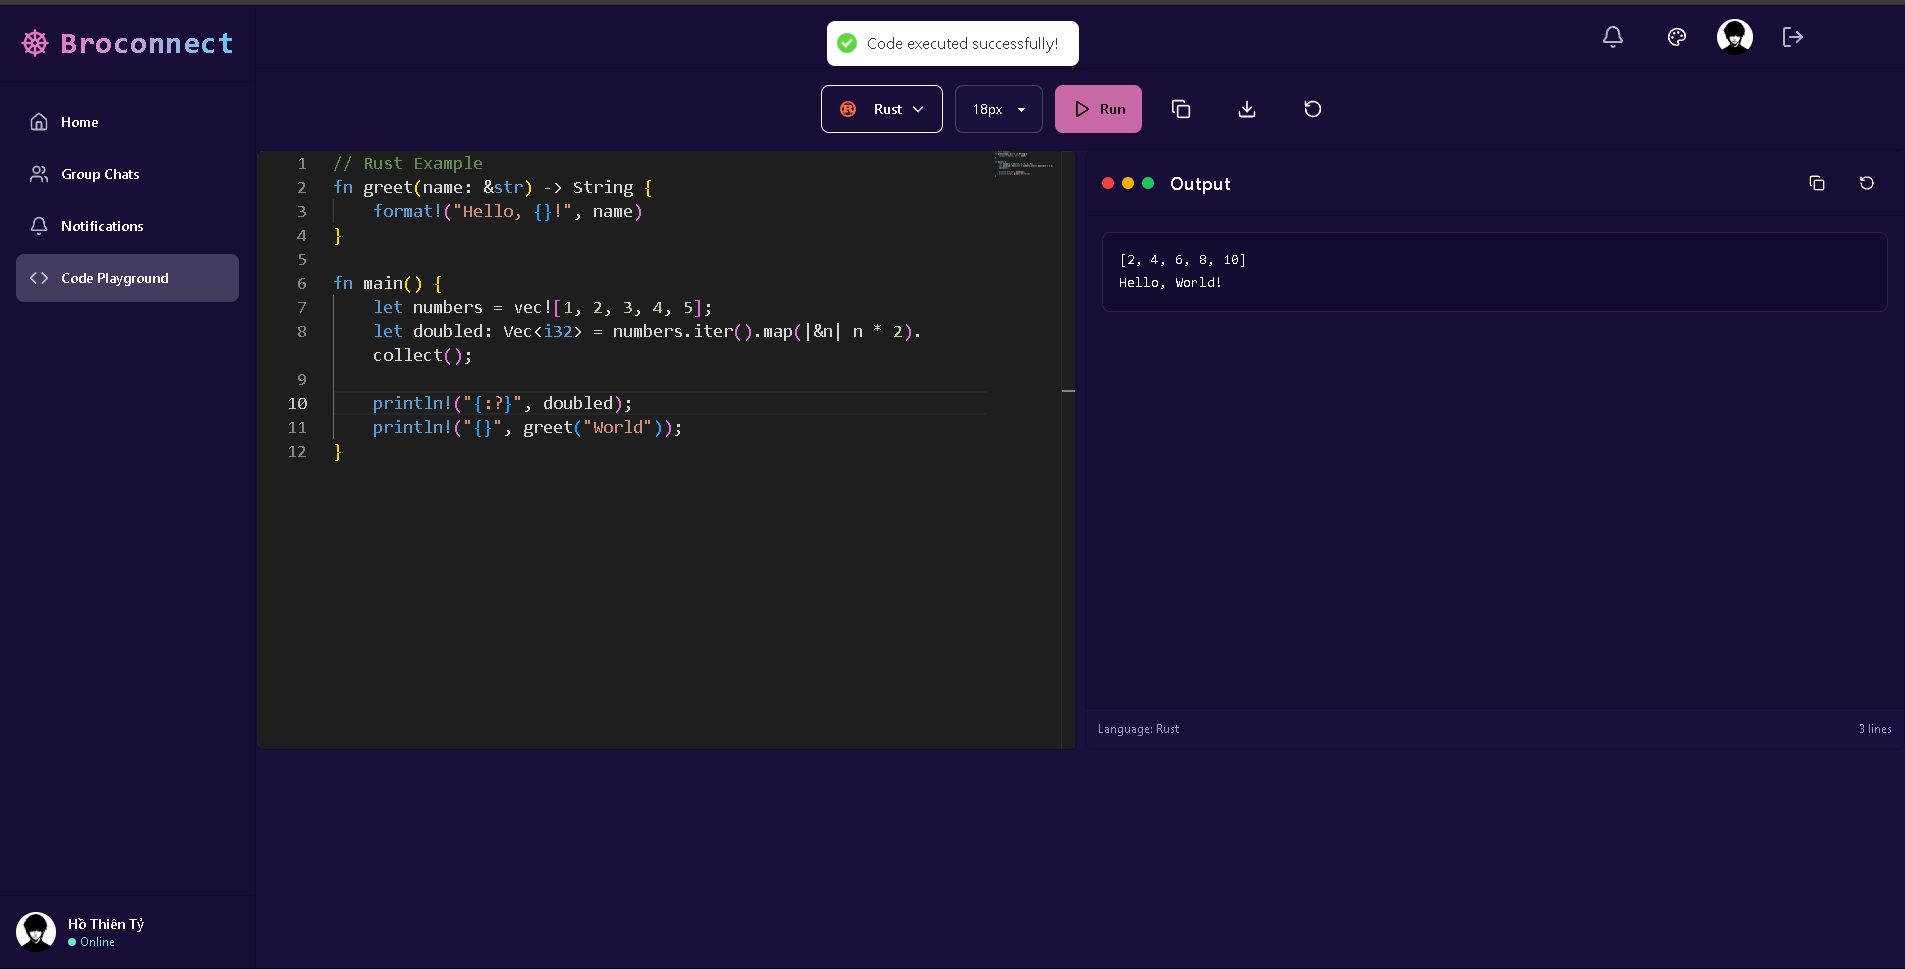 Broconnect
Code executed successfully!
Rust
18px
Run
Home
Group Chats
Notifications
Code Playground
1 // Rust Example
2 fn greet(name: &str) -> String {
3     format!("Hello, {}!", name)
4 }
5
6 fn main() {
7     let numbers = vec![1, 2, 3, 4, 5];
8     let doubled: Vec<i32> = numbers.iter().map(|&n| n * 2).
    collect();
9
10     println!("{:?}", doubled);
11     println!("{}", greet("World"));
12 }
Output
[2, 4, 6, 8, 10]
Hello, World!
Language: Rust
3 lines
Hồ Thiên Tỷ
Online